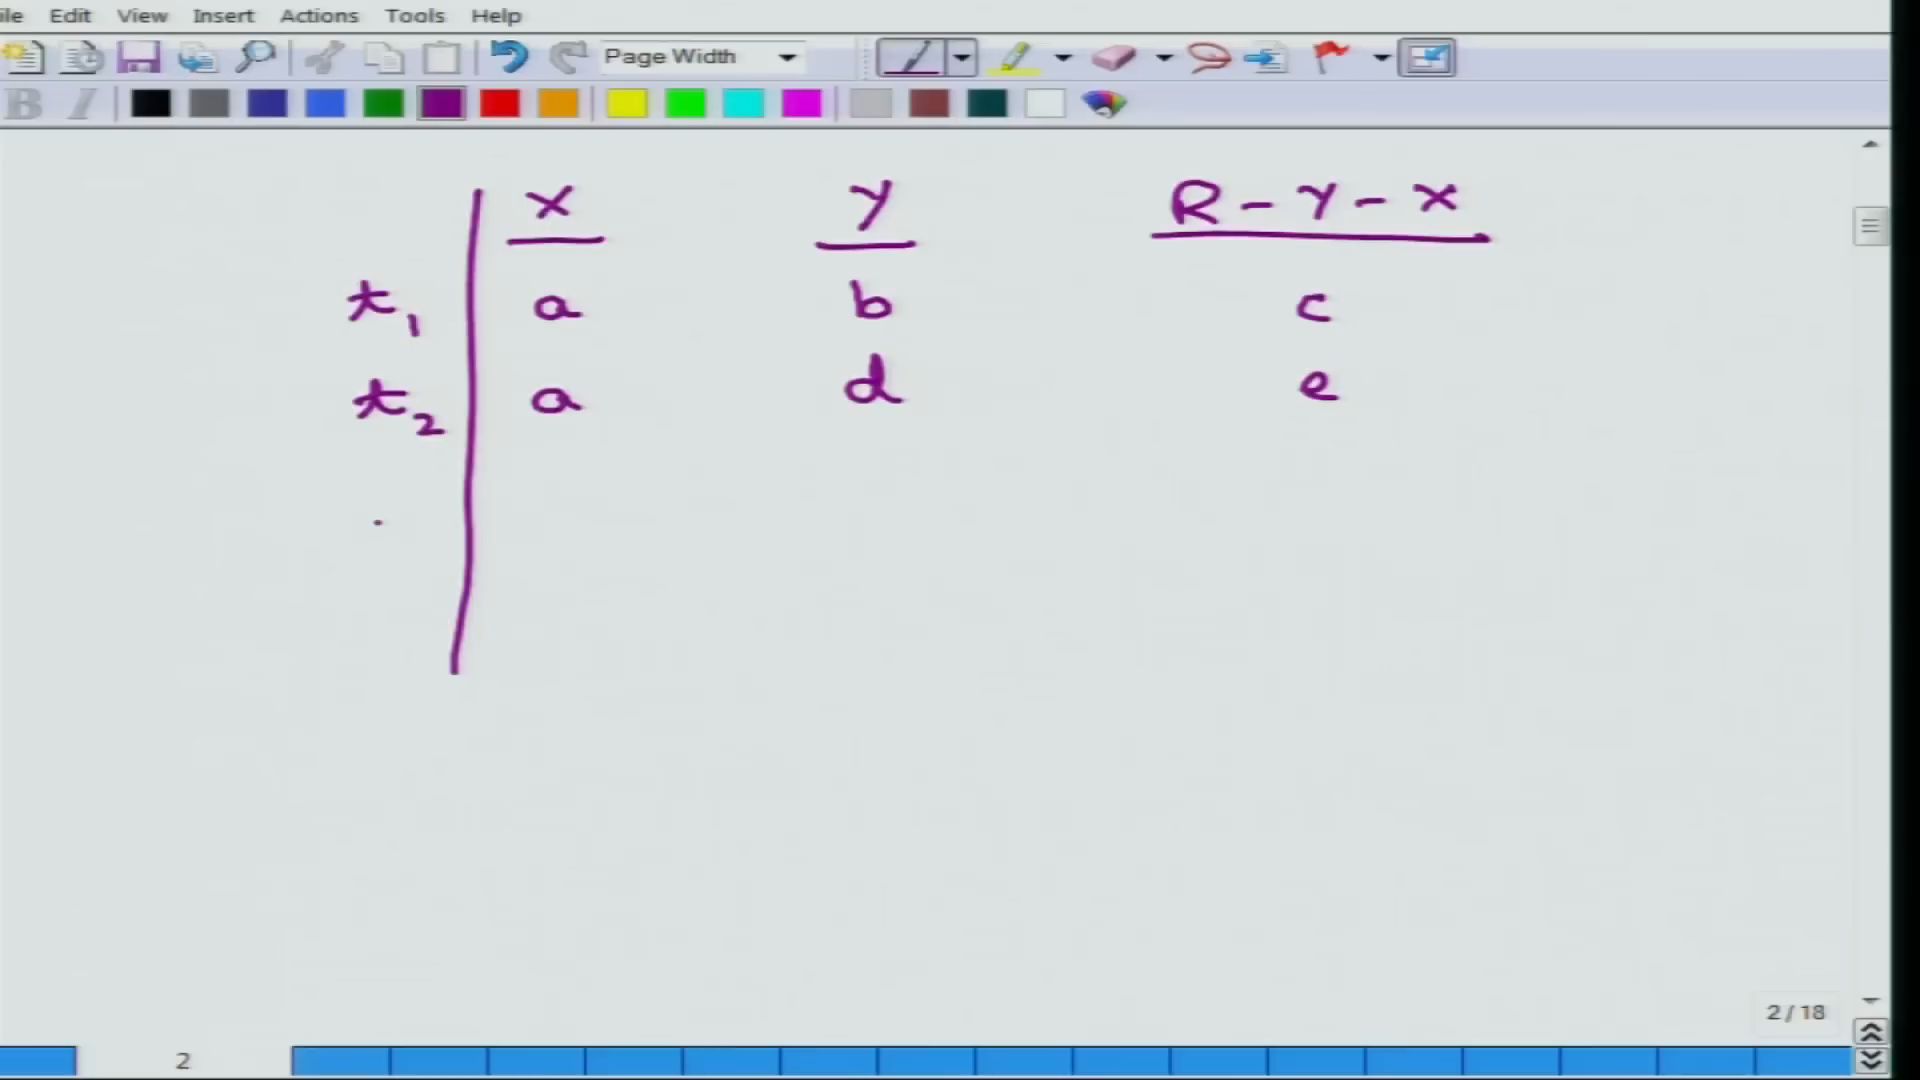 ile Edit View Insert Actions Tools Help
Page Width
B I
x y R - y - x
t1 a b c
t2 a d e
2 / 18
2